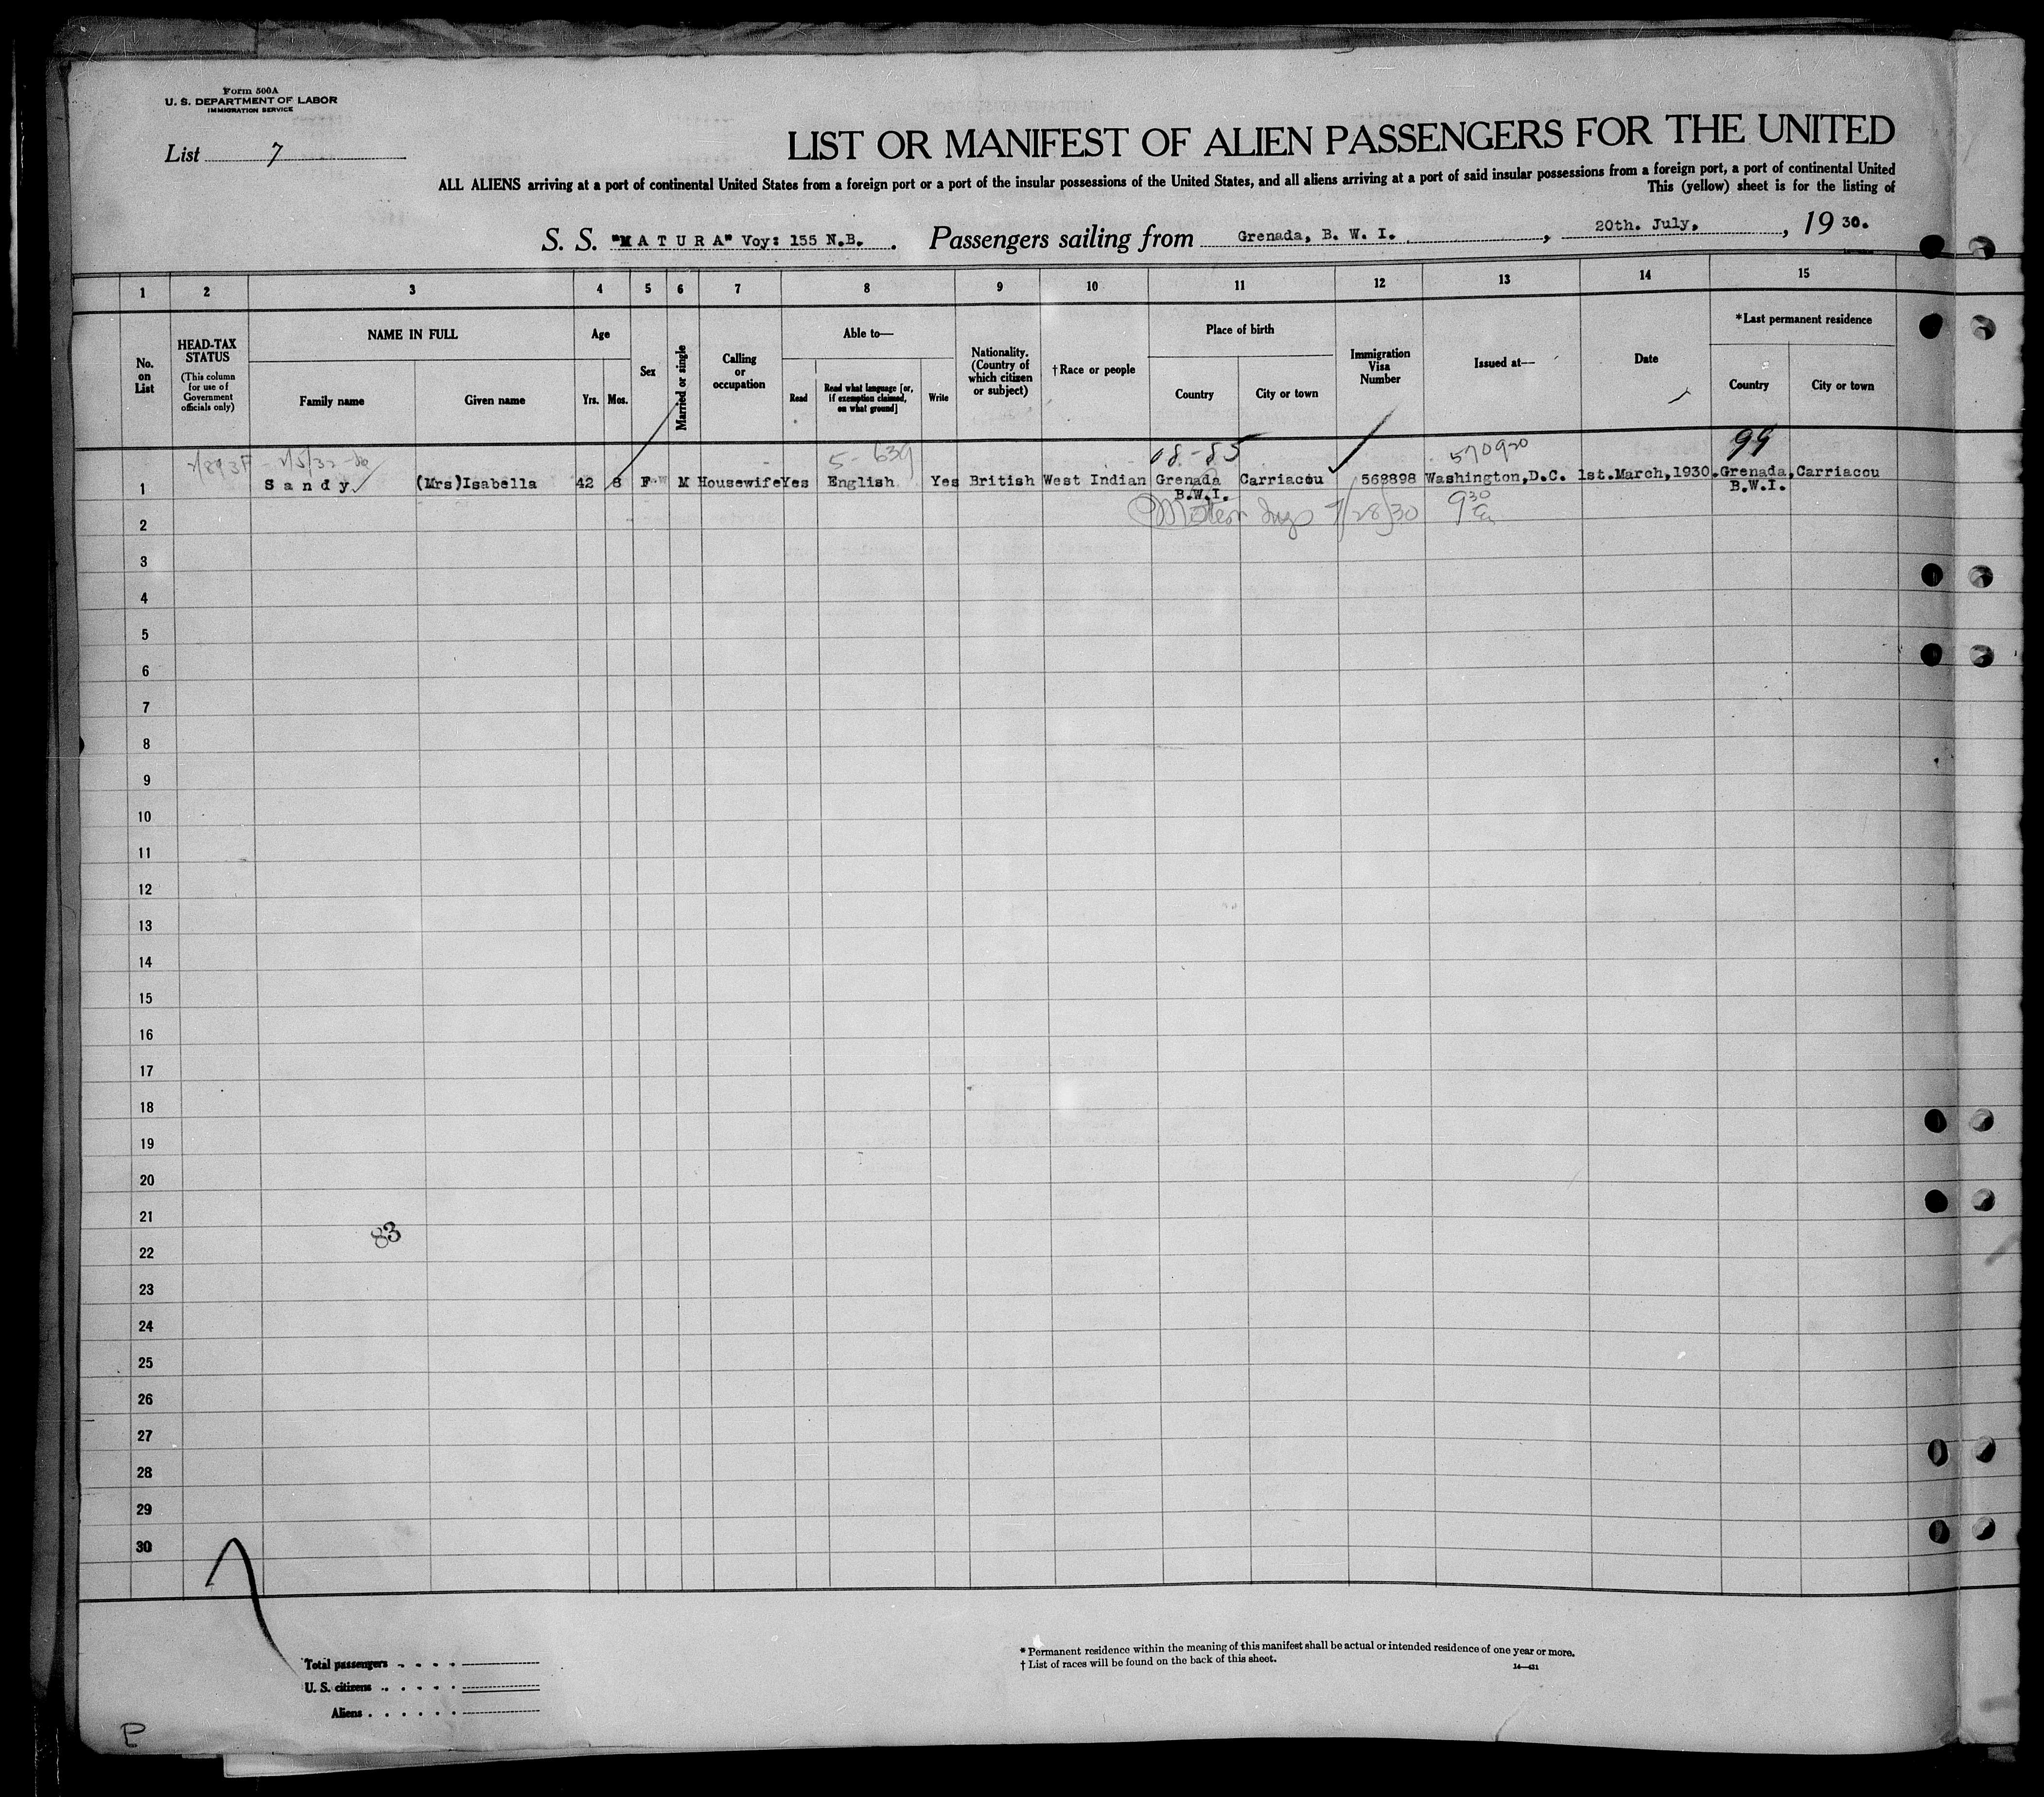 Form 500A
U. S. DEPARTMENT OF LABOR
IMMIGRATION SERVICE
List 7
LIST OR MANIFEST OF ALIEN PASSENGERS FOR THE UNITED
ALL ALIENS arriving at a port of continental United States from a foreign port or a port of the insular possessions of the United States, and all aliens arriving at a port of said insular possessions from a foreign port, a port of continental United
This (yellow) sheet is for the listing of
S. S. "MATURA" Voy: 155 N.B. . Passengers sailing from Grenada, B. W. I. , 20th. July, , 1930.
1 2 3 4 5 6 7 8 9 10 11 12 13 14 15
No. on List
HEAD-TAX STATUS
(This column for use of Government officials only)
NAME IN FULL
Family name Given name
Age
Yrs. Mos.
Sex
Married or single
Calling or occupation
Able to—
Read
Read what language [or, if exemption claimed, on what ground]
Write
Nationality. (Country of which citizen or subject)
†Race or people
Place of birth
Country City or town
Immigration Visa Number
Issued at—
Date
*Last permanent residence
Country City or town
5-639 08-85 570920 99
1 Sandy (Mrs)Isabella 42 8 F M Housewife Yes English Yes British West Indian Grenada Carriacou 568898 Washington,D.C. 1st.March,1930. Grenada, Carriacou
B.W.I. B.W.I.
7/28/30 9 30
2
3
4
5
6
7
8
9
10
11
12
13
14
15
16
17
18
19
20
21
83
22
23
24
25
26
27
28
29
30
Total passengers
U. S. citizens
Aliens
* Permanent residence within the meaning of this manifest shall be actual or intended residence of one year or more.
† List of races will be found on the back of this sheet.
14—431
P